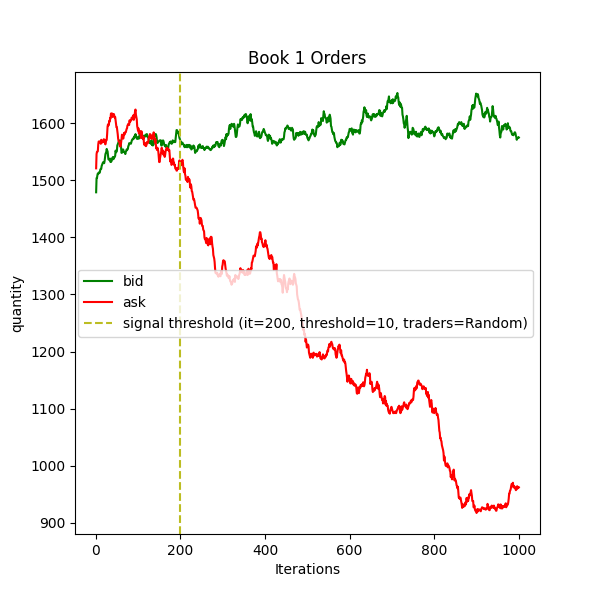 Book 1 Orders
quantity
1600
1500
1400
1300
1200
1100
1000
900
bid
ask
signal threshold (it=200, threshold=10, traders=Random)
0 200 400 600 800 1000
Iterations